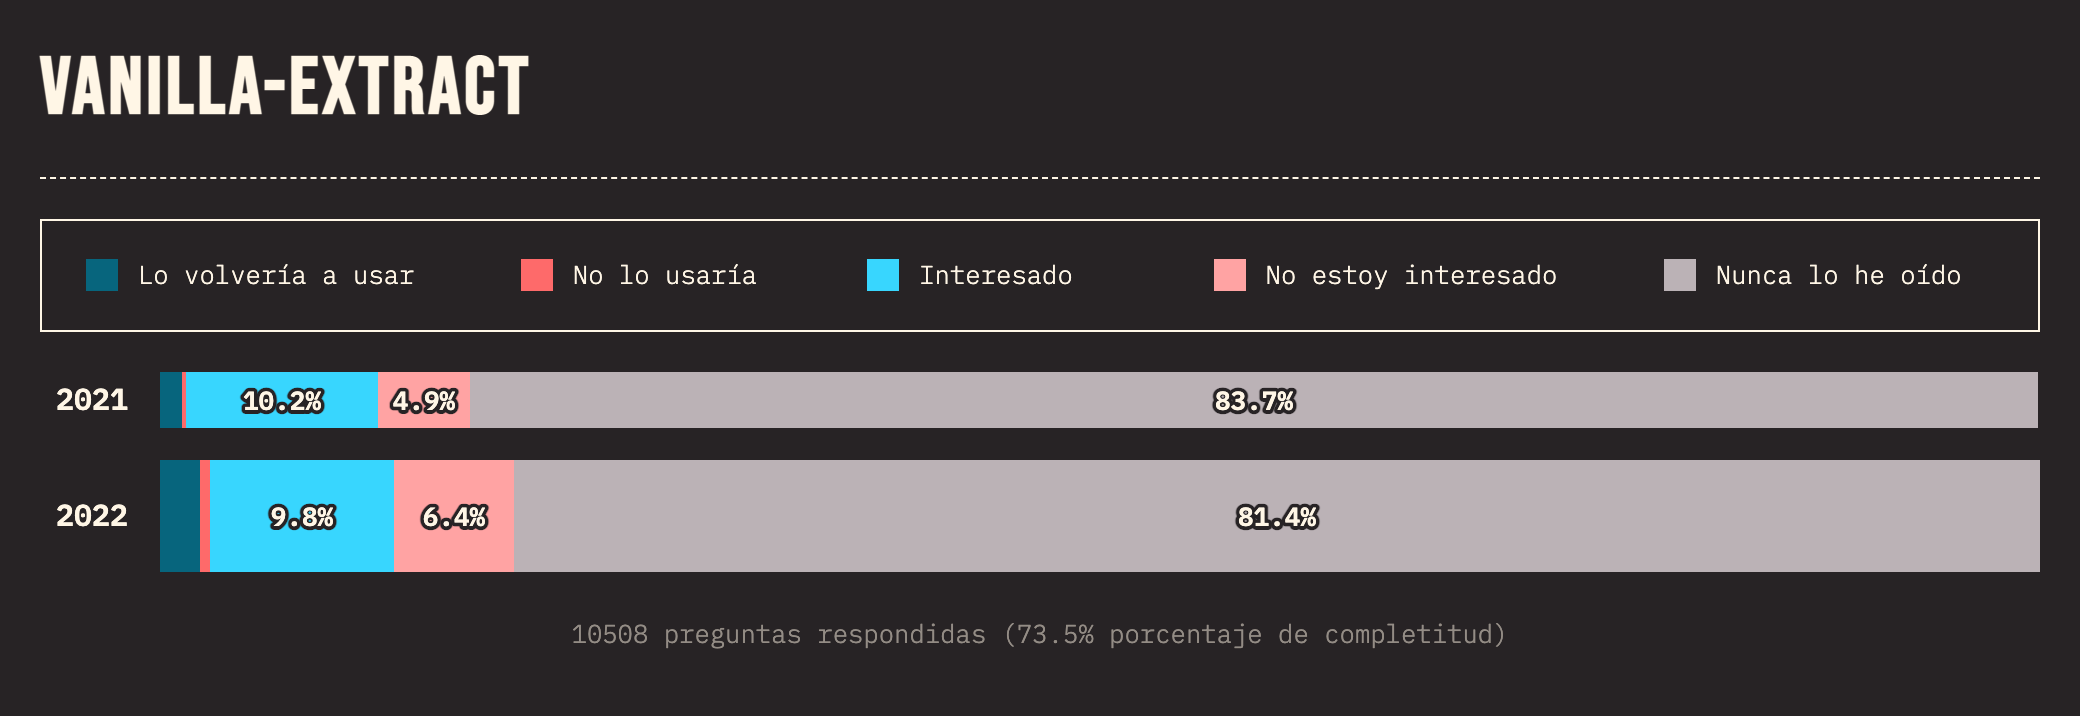 VANILLA-EXTRACT
Lo volvería a usar No lo usaría Interesado No estoy interesado Nunca lo he oído
2021 10.2% 4.9% 83.7%
2022 9.8% 6.4% 81.4%
10508 preguntas respondidas (73.5% porcentaje de completitud)